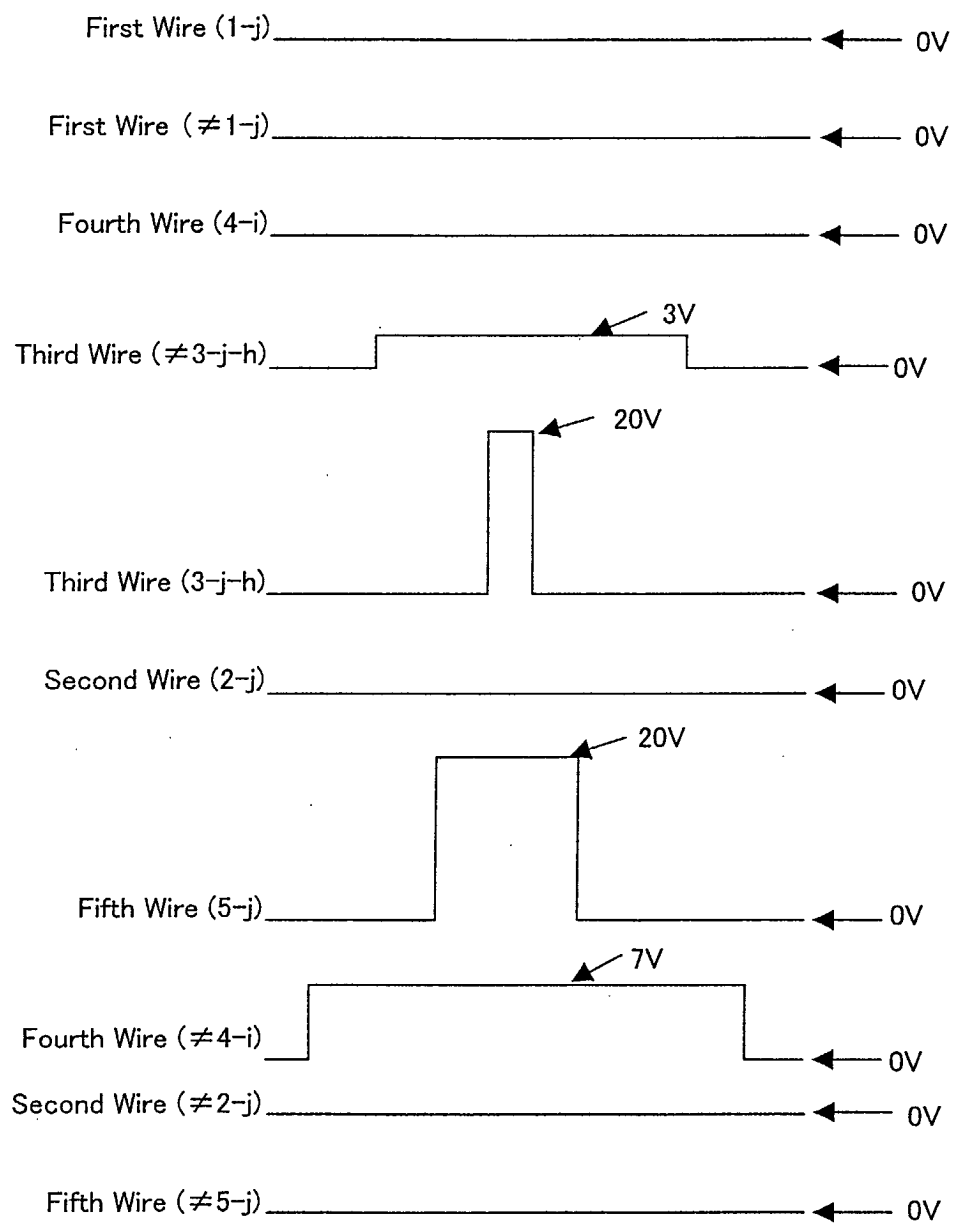 First Wire (1-j) 0V
First Wire (≠1-j) 0V
Fourth Wire (4-i) 0V
3V
Third Wire (≠3-j-h) 0V
20V
Third Wire (3-j-h) 0V
Second Wire (2-j) 0V
20V
Fifth Wire (5-j) 0V
7V
Fourth Wire (≠4-i) 0V
Second Wire (≠2-j) 0V
Fifth Wire (≠5-j) 0V